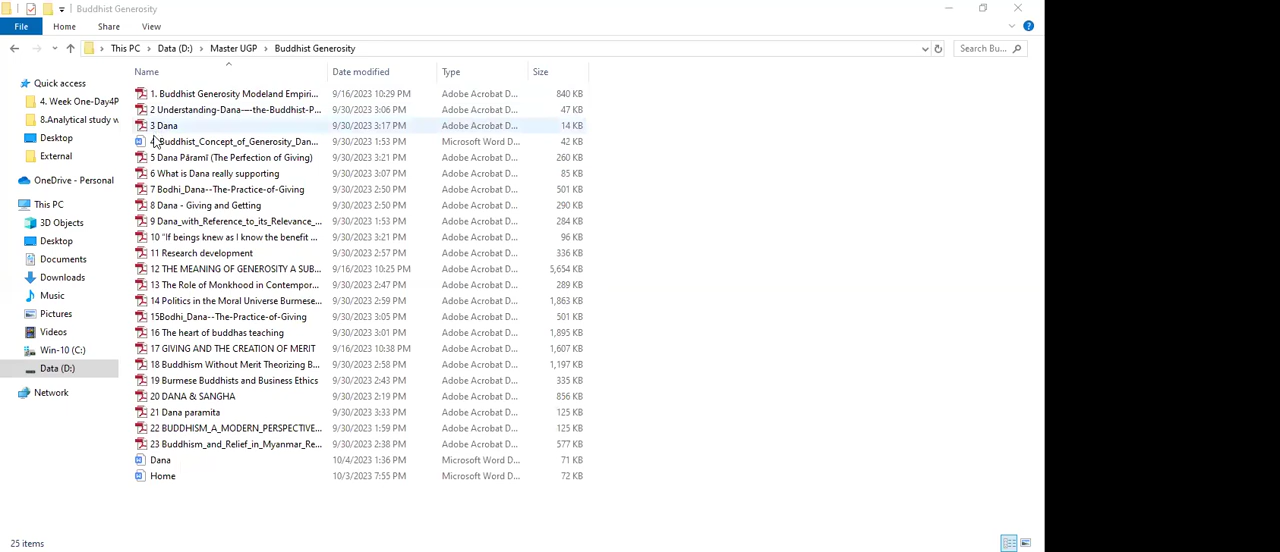 Buddhist Generosity
File Home Share View
This PC > Data (D:) > Master UGP > Buddhist Generosity Search Bu...
Name Date modified Type Size
Quick access
4. Week One-Day4P
8.Analytical study w
Desktop
External
OneDrive - Personal
This PC
3D Objects
Desktop
Documents
Downloads
Music
Pictures
Videos
Win-10 (C:)
Data (D:)
Network
1. Buddhist Generosity Modeland Empiri... 9/16/2023 10:29 PM Adobe Acrobat D... 840 KB
2 Understanding-Dana-—-the-Buddhist-P... 9/30/2023 3:06 PM Adobe Acrobat D... 47 KB
3 Dana 9/30/2023 3:17 PM Adobe Acrobat D... 14 KB
4. Buddhist_Concept_of_Generosity_Dan... 9/30/2023 1:53 PM Microsoft Word D... 42 KB
5 Dana Pāramī (The Perfection of Giving) 9/30/2023 3:21 PM Adobe Acrobat D... 260 KB
6 What is Dana really supporting 9/30/2023 3:07 PM Adobe Acrobat D... 85 KB
7 Bodhi_Dana--The-Practice-of-Giving 9/30/2023 2:50 PM Adobe Acrobat D... 501 KB
8 Dana - Giving and Getting 9/30/2023 2:50 PM Adobe Acrobat D... 290 KB
9 Dana_with_Reference_to_its_Relevance_... 9/30/2023 1:53 PM Adobe Acrobat D... 284 KB
10 "If beings knew as I know the benefit ... 9/30/2023 3:21 PM Adobe Acrobat D... 96 KB
11 Research development 9/30/2023 2:57 PM Adobe Acrobat D... 336 KB
12 THE MEANING OF GENEROSITY A SUB... 9/16/2023 10:25 PM Adobe Acrobat D... 5,654 KB
13 The Role of Monkhood in Contempor... 9/30/2023 2:47 PM Adobe Acrobat D... 289 KB
14 Politics in the Moral Universe Burmese... 9/30/2023 2:59 PM Adobe Acrobat D... 1,863 KB
15Bodhi_Dana--The-Practice-of-Giving 9/30/2023 3:05 PM Adobe Acrobat D... 501 KB
16 The heart of buddhas teaching 9/30/2023 3:01 PM Adobe Acrobat D... 1,895 KB
17 GIVING AND THE CREATION OF MERIT 9/16/2023 10:38 PM Adobe Acrobat D... 1,607 KB
18 Buddhism Without Merit Theorizing B... 9/30/2023 2:58 PM Adobe Acrobat D... 1,197 KB
19 Burmese Buddhists and Business Ethics 9/30/2023 2:43 PM Adobe Acrobat D... 335 KB
20 DANA & SANGHA 9/30/2023 2:19 PM Adobe Acrobat D... 856 KB
21 Dana paramita 9/30/2023 3:33 PM Adobe Acrobat D... 125 KB
22 BUDDHISM_A_MODERN_PERSPECTIVE... 9/30/2023 1:59 PM Adobe Acrobat D... 125 KB
23 Buddhism_and_Relief_in_Myanmar_Re... 9/30/2023 2:38 PM Adobe Acrobat D... 577 KB
Dana 10/4/2023 1:36 PM Microsoft Word D... 71 KB
Home 10/3/2023 7:55 PM Microsoft Word D... 72 KB
25 items